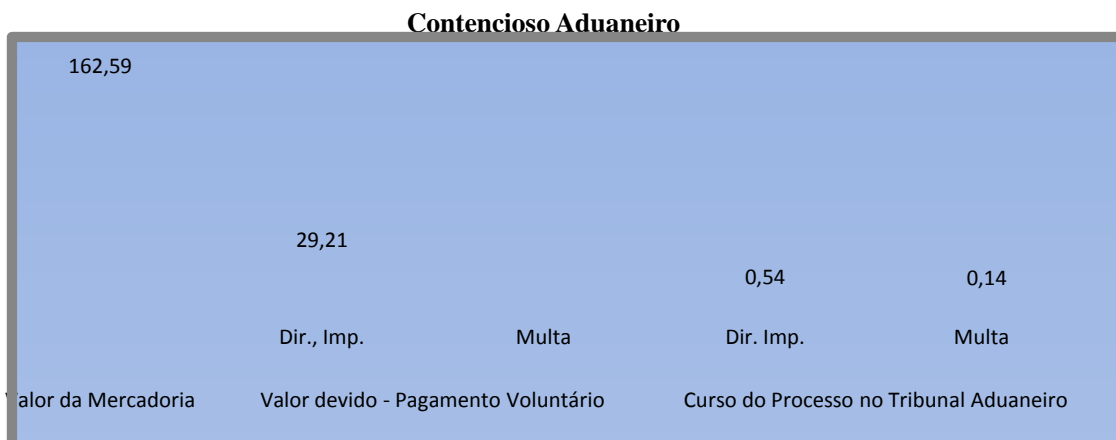 Contencioso Aduaneiro
162,59
29,21
0,54 0,14
Dir., Imp. Multa Dir. Imp. Multa
Valor da Mercadoria Valor devido - Pagamento Voluntário Curso do Processo no Tribunal Aduaneiro